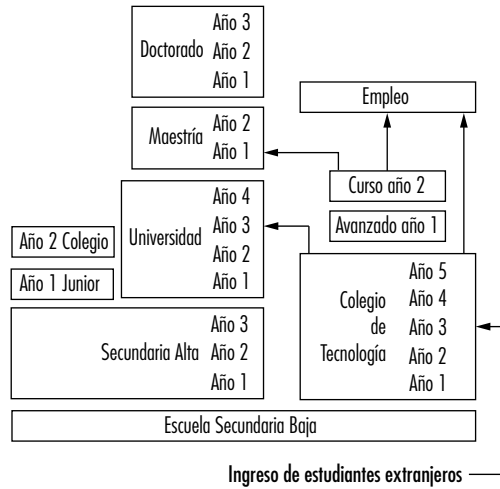 Doctorado
Año 3
Año 2
Año 1
Empleo
Maestría
Año 2
Año 1
Curso año 2
Avanzado año 1
Universidad
Año 4
Año 3
Año 2
Año 1
Año 2 Colegio
Año 1 Junior
Colegio
de
Tecnología
Año 5
Año 4
Año 3
Año 2
Año 1
Secundaria Alta
Año 3
Año 2
Año 1
Escuela Secundaria Baja
Ingreso de estudiantes extranjeros